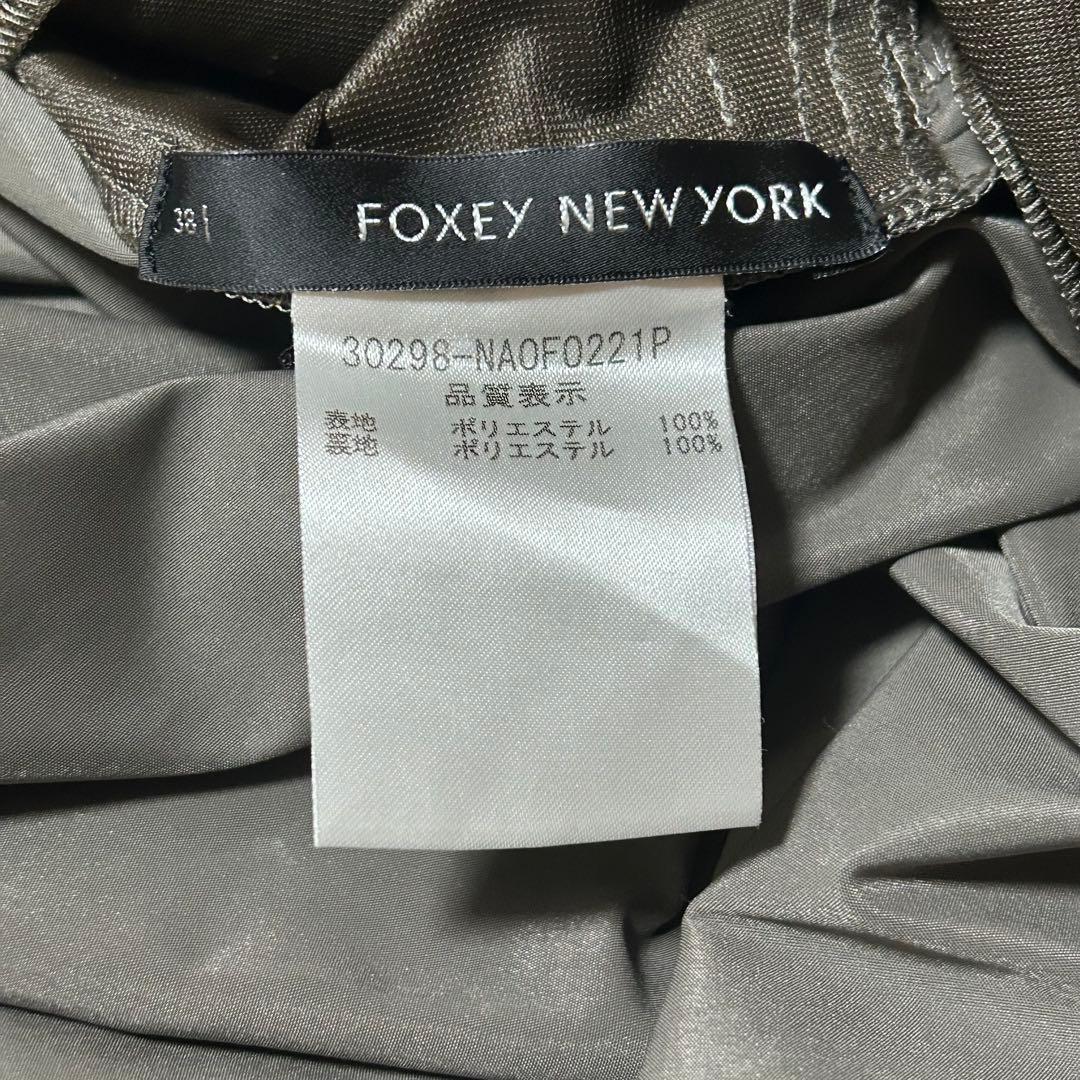 38
FOXEY NEW YORK
30298-NA0F0221P
品質表示
表地 ポリエステル 100%
裏地 ポリエステル 100%